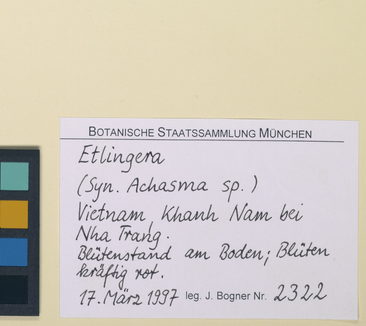 BOTANISCHE STAATSSAMMLUNG MÜNCHEN
Etlingera
(Syn. Achasma sp.)
Vietnam, Khanh Nam bei
Nha Trang.
Blütenstand am Boden; Blüten
kräftig rot.
17. März 1997 leg. J. Bogner Nr. 2322